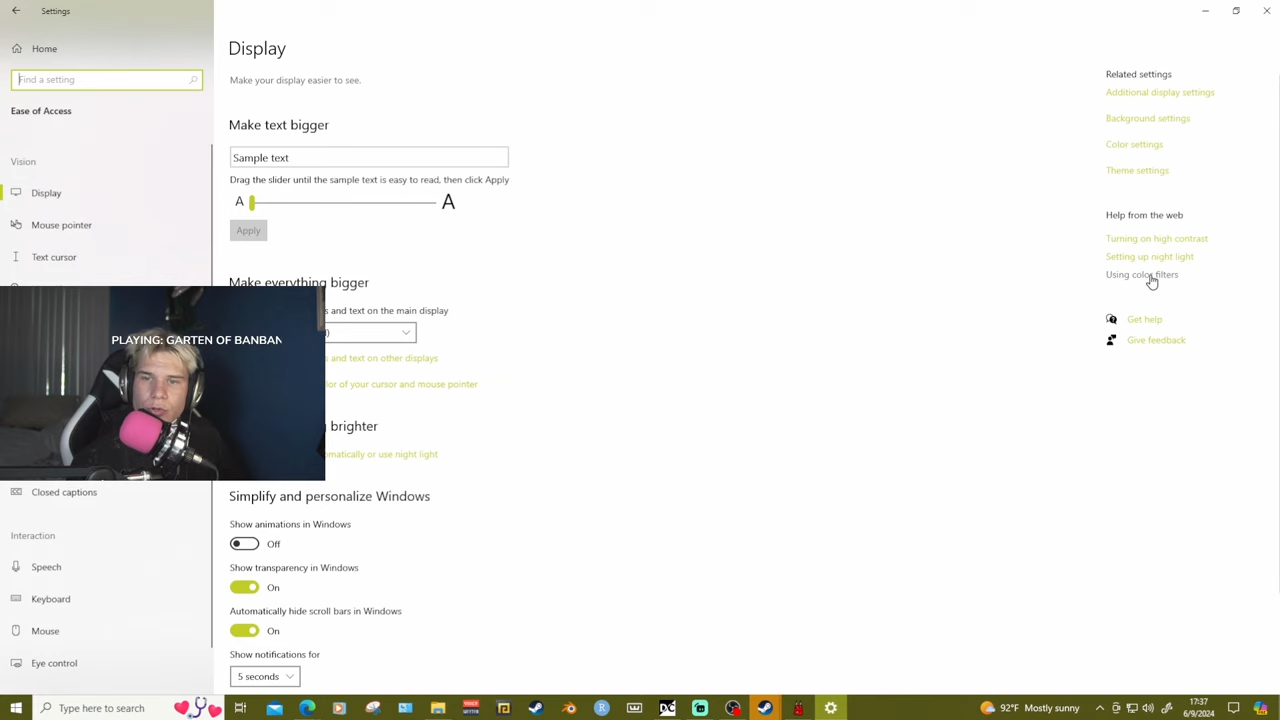 Settings
Home
Find a setting
Ease of Access
Vision
Display
Mouse pointer
Text cursor
PLAYING: GARTEN OF BANBAN
Closed captions
Interaction
Speech
Keyboard
Mouse
Eye control
Display
Make your display easier to see.
Make text bigger
Sample text
Drag the slider until the sample text is easy to read, then click Apply
A A
Apply
Make everything bigger
s and text on the main display
s and text on other displays
lor of your cursor and mouse pointer
brighter
omatically or use night light
Simplify and personalize Windows
Show animations in Windows
Off
Show transparency in Windows
On
Automatically hide scroll bars in Windows
On
Show notifications for
5 seconds
Related settings
Additional display settings
Background settings
Color settings
Theme settings
Help from the web
Turning on high contrast
Setting up night light
Using color filters
Get help
Give feedback
Type here to search
92°F Mostly sunny
17:37
6/9/2024